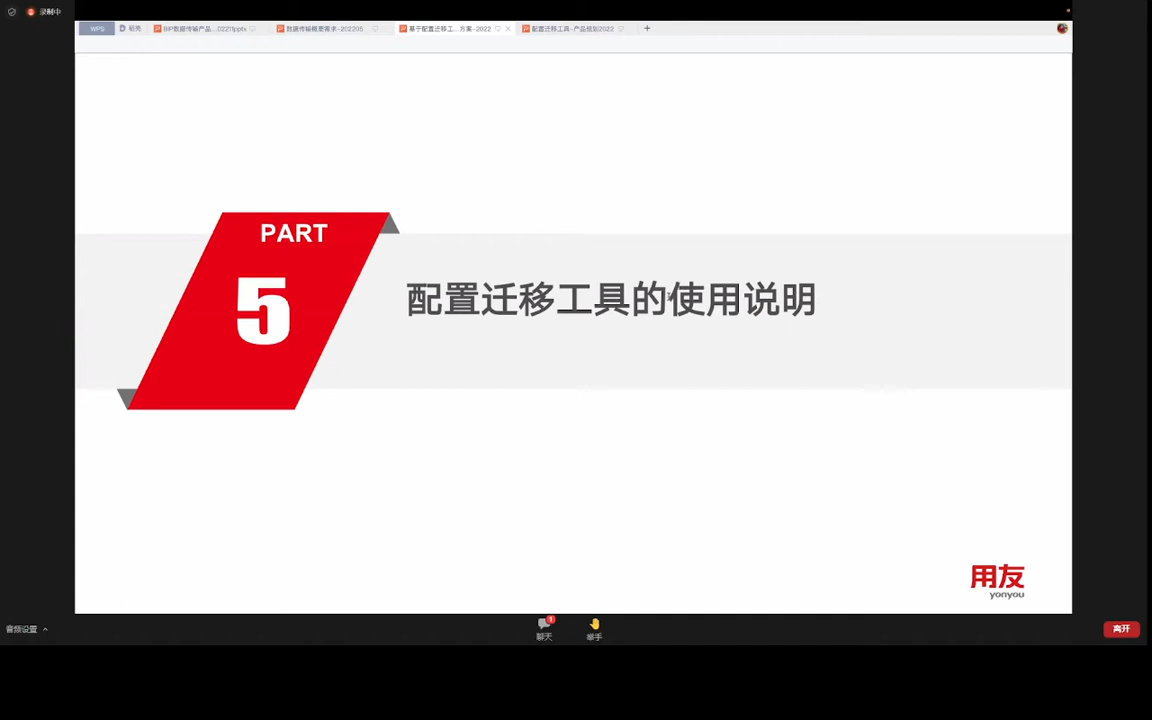 录制中
WPS
稻壳
BIP数据传输产品...0221pptx
数据传输概要需求-202205
基于配置迁移工...方案-2022
配置迁移工具-产品规划2022
PART
5
配置迁移工具的使用说明
用友
yonyou
音频设置
1
聊天
举手
离开